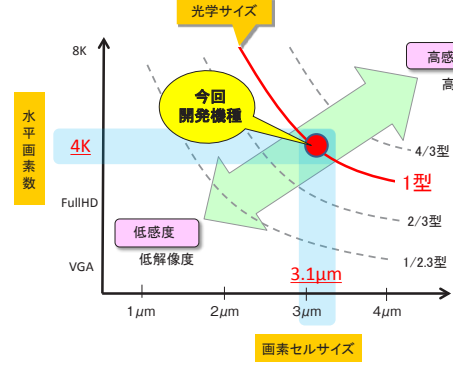 光学サイズ
8K
高感
高
今回
開発機種
水平画素数
4K
4/3型
1型
FullHD
2/3型
低感度
低解像度
1/2.3型
VGA
3.1μm
1μm
2μm
3μm
4μm
画素セルサイズ